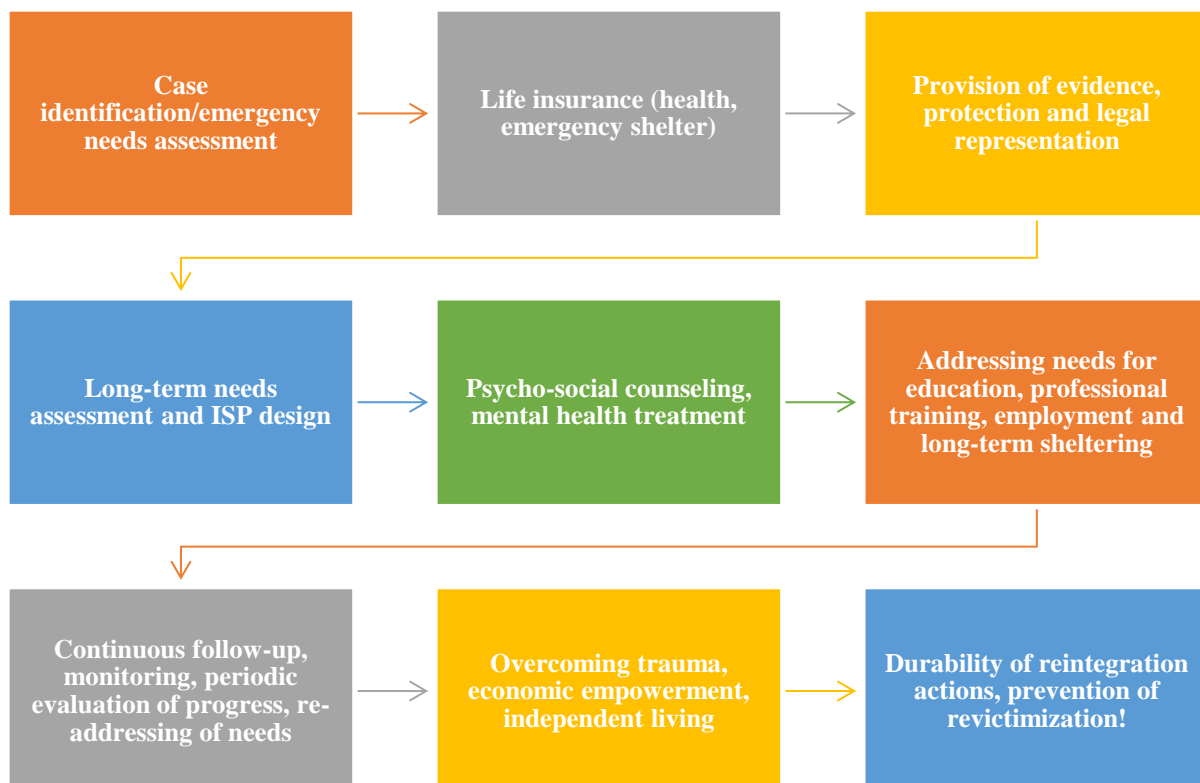 Case
identification/emergency
needs assessment
Life insurance (health,
emergency shelter)
Provision of evidence,
protection and legal
representation
Long-term needs
assessment and ISP design
Psycho-social counseling,
mental health treatment
Addressing needs for
education, professional
training, employment and
long-term sheltering
Continuous follow-up,
monitoring, periodic
evaluation of progress, re-
addressing of needs
Overcoming trauma,
economic empowerment,
independent living
Durability of reintegration
actions, prevention of
revictimization!